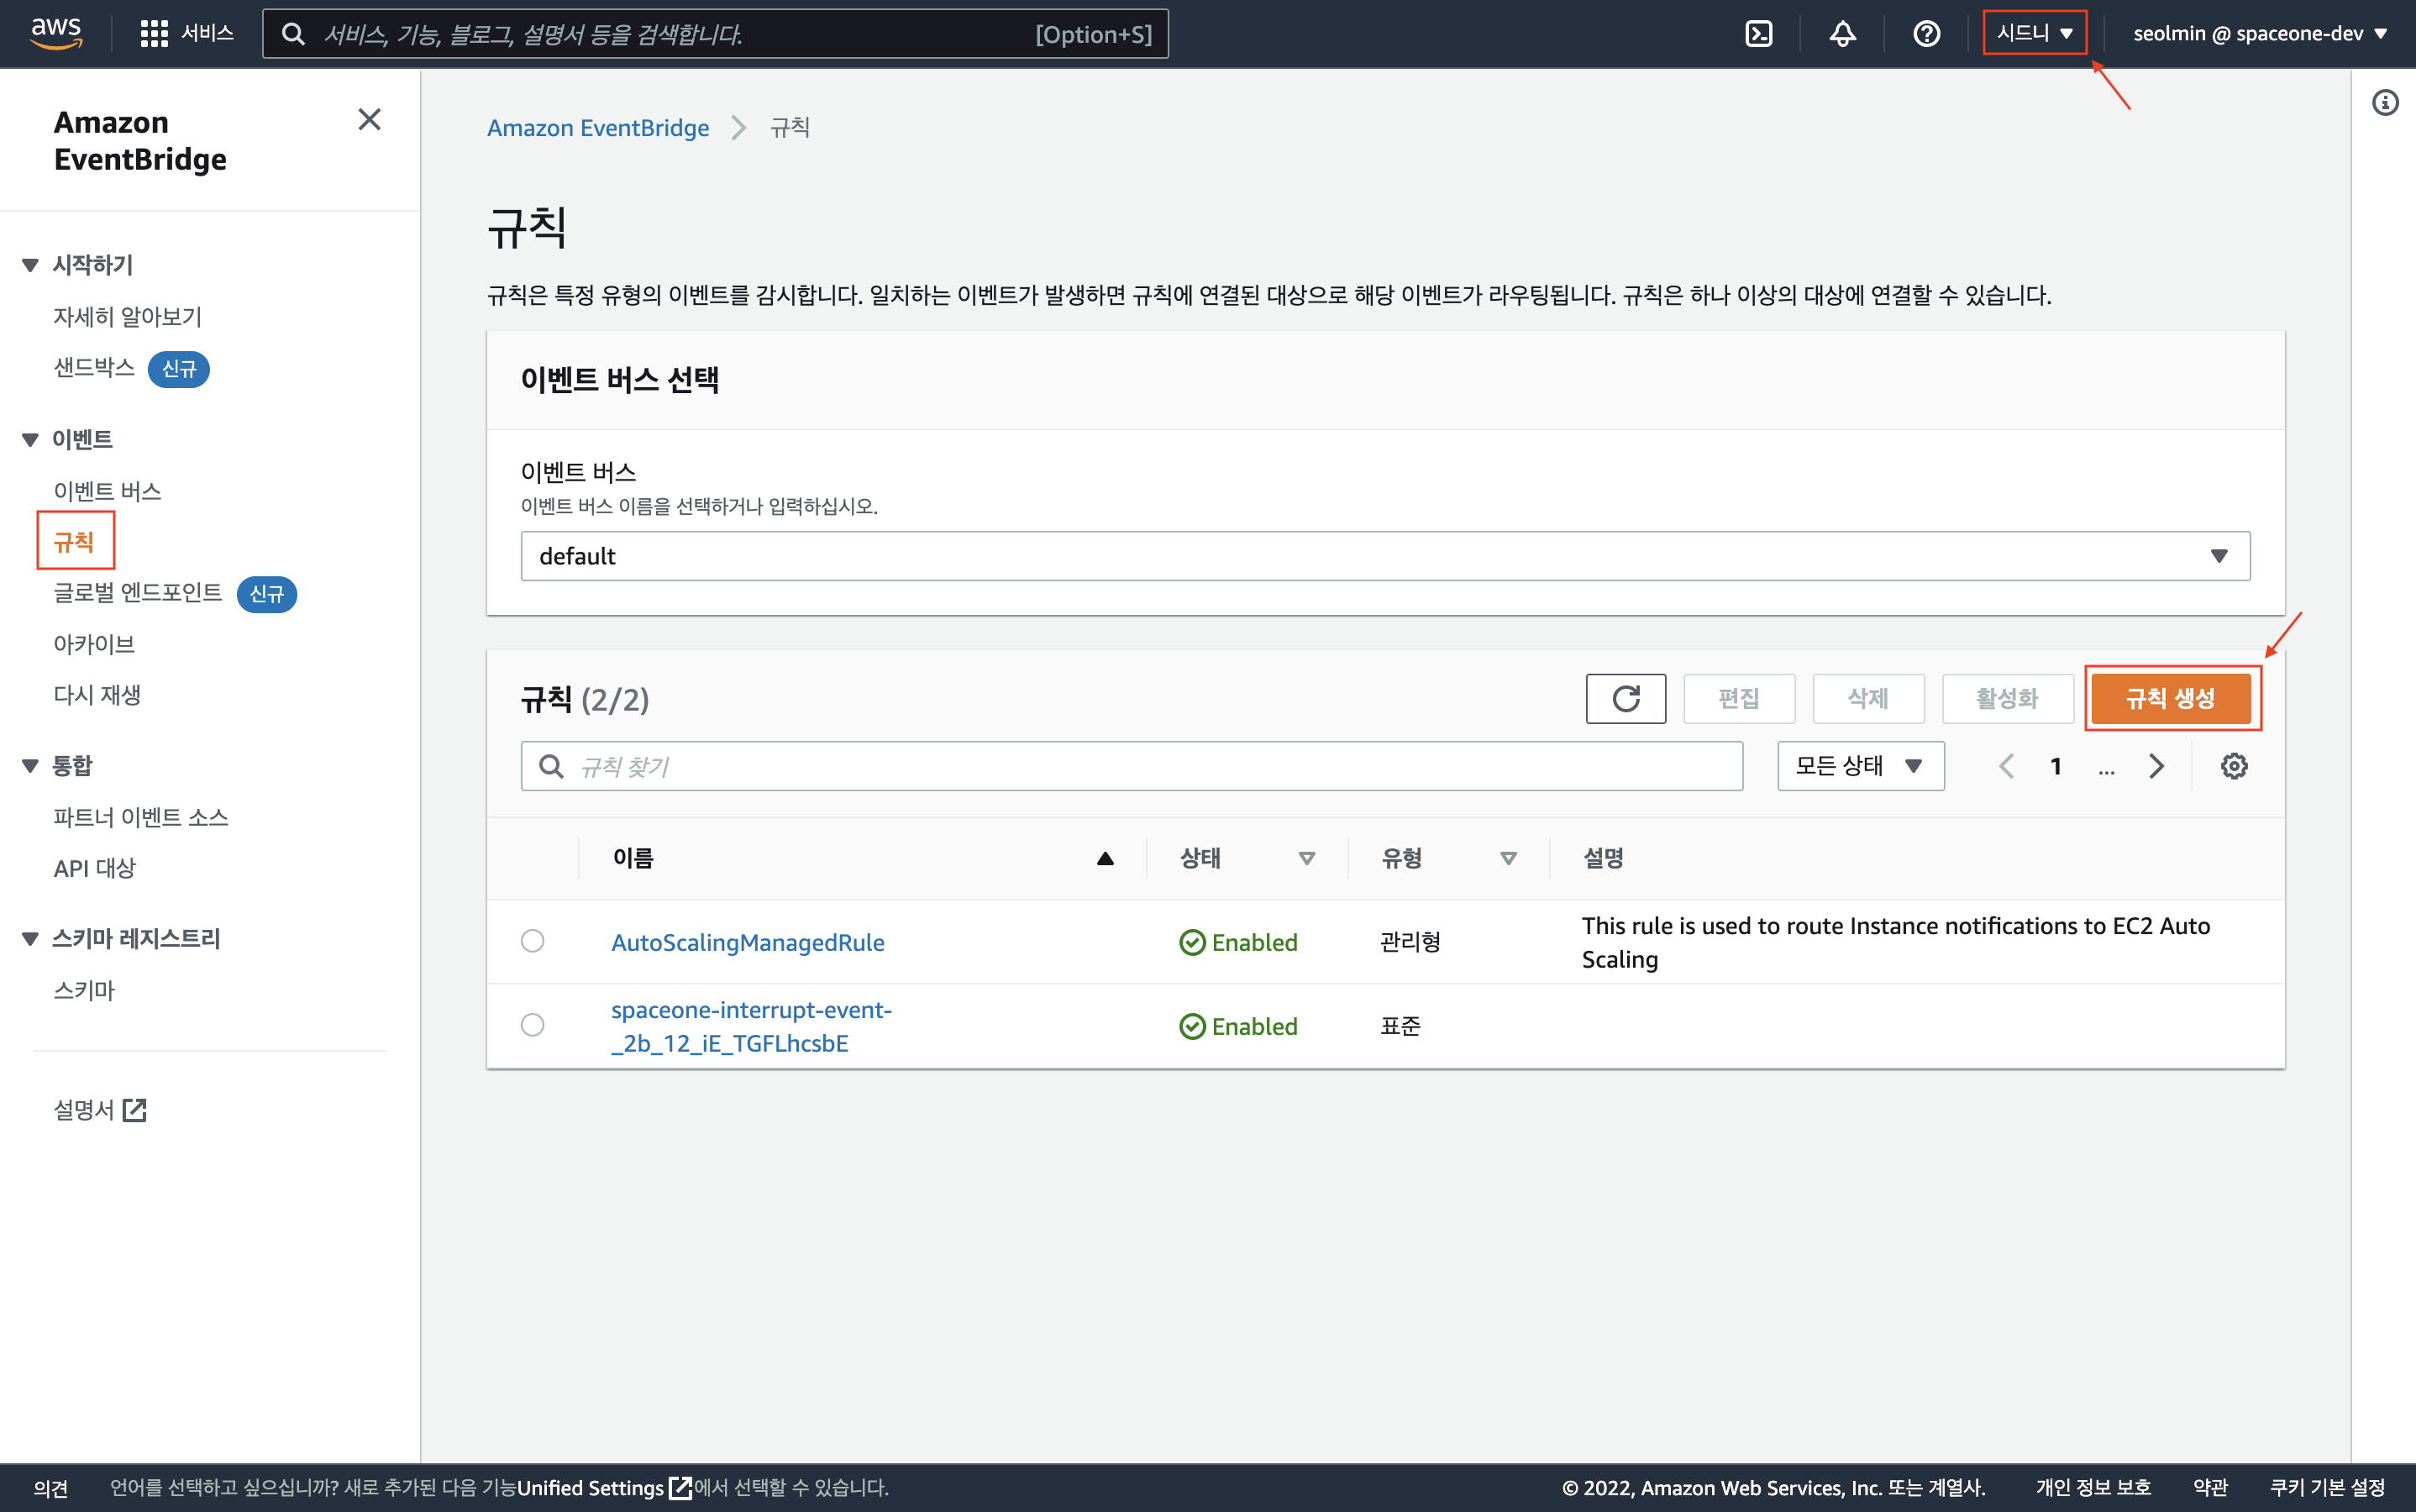 aws
서비스
서비스, 기능, 블로그, 설명서 등을 검색합니다.
[Option+S]
시드니
seolmin @ spaceone-dev
Amazon
EventBridge
시작하기
자세히 알아보기
샌드박스 신규
이벤트
이벤트 버스
규칙
글로벌 엔드포인트 신규
아카이브
다시 재생
통합
파트너 이벤트 소스
API 대상
스키마 레지스트리
스키마
설명서
Amazon EventBridge 규칙
규칙
규칙은 특정 유형의 이벤트를 감시합니다. 일치하는 이벤트가 발생하면 규칙에 연결된 대상으로 해당 이벤트가 라우팅됩니다. 규칙은 하나 이상의 대상에 연결할 수 있습니다.
이벤트 버스 선택
이벤트 버스
이벤트 버스 이름을 선택하거나 입력하십시오.
default
규칙 (2/2)
편집
삭제
활성화
규칙 생성
규칙 찾기
모든 상태
1 ...
이름 상태 유형 설명
AutoScalingManagedRule Enabled 관리형 This rule is used to route Instance notifications to EC2 Auto
Scaling
spaceone-interrupt-event-
_2b_12_iE_TGFLhcsbE Enabled 표준
의견
언어를 선택하고 싶으십니까? 새로 추가된 다음 기능Unified Settings에서 선택할 수 있습니다.
© 2022, Amazon Web Services, Inc. 또는 계열사.
개인 정보 보호
약관
쿠키 기본 설정